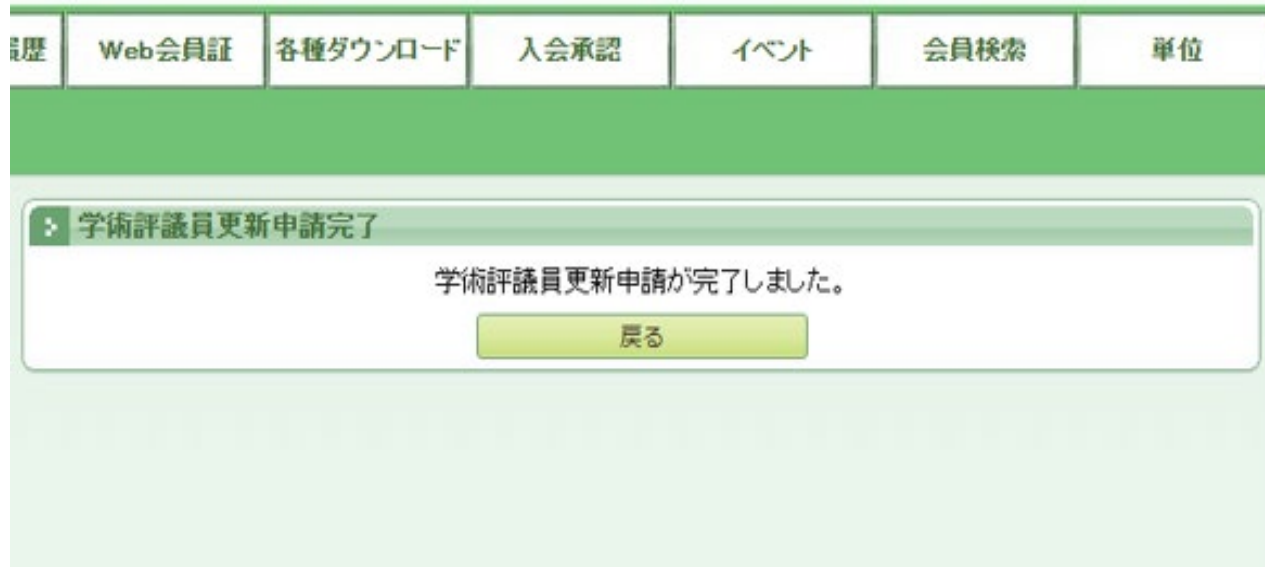 歴 Web会員証 各種ダウンロード 入会承認 イベント 会員検索 単位
学術評議員更新申請完了
学術評議員更新申請が完了しました。
戻る